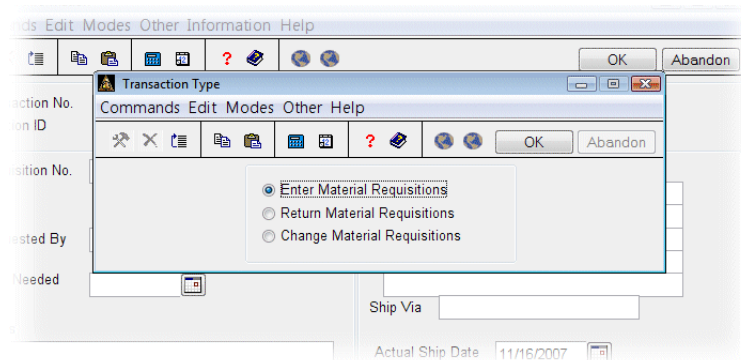 ds Edit Modes Other Information Help
OK Abandon
Transaction Type
action No.
Commands Edit Modes Other Help
on ID
OK Abandon
sition No.
Enter Material Requisitions
Return Material Requisitions
ested By
Change Material Requisitions
Needed
Ship Via
Actual Ship Date 11/16/2007